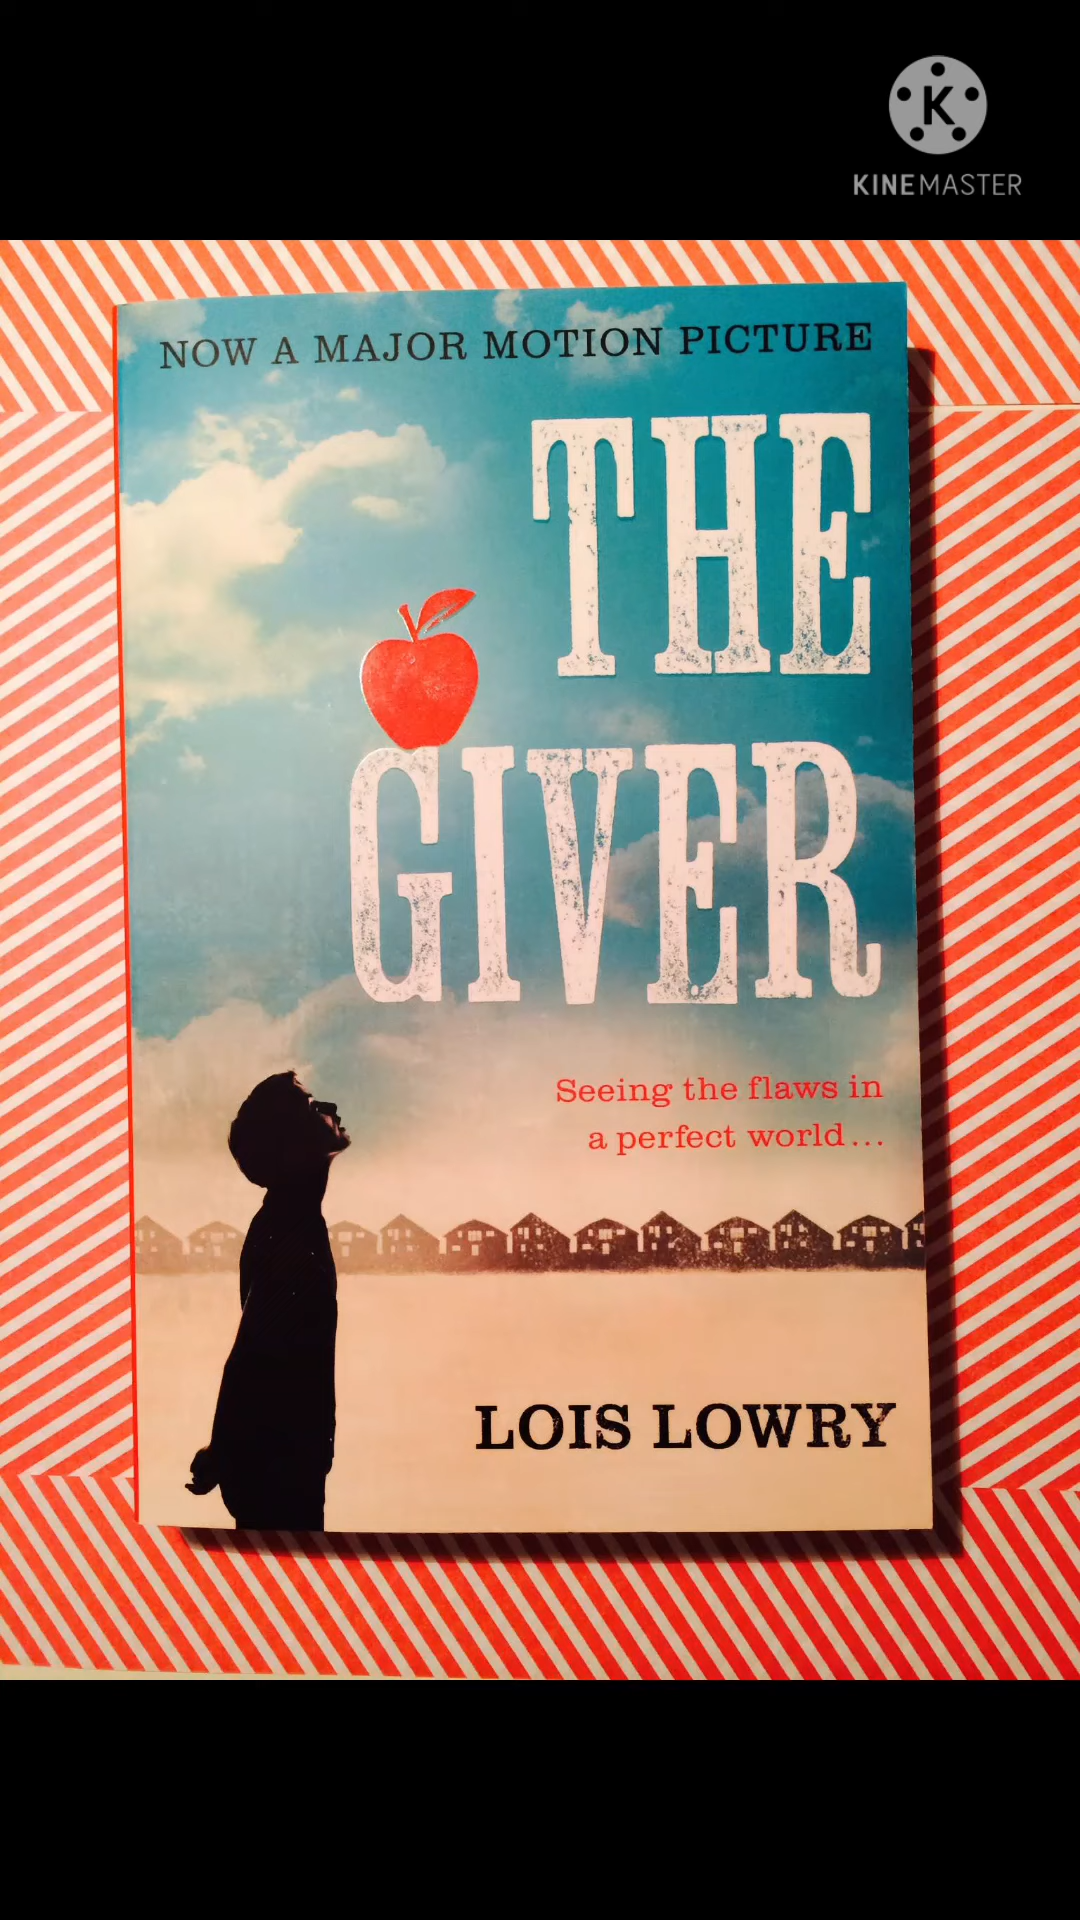 K
KINEMASTER
NOW A MAJOR MOTION PICTURE
THE
GIVER
Seeing the flaws in
a perfect world...
LOIS LOWRY